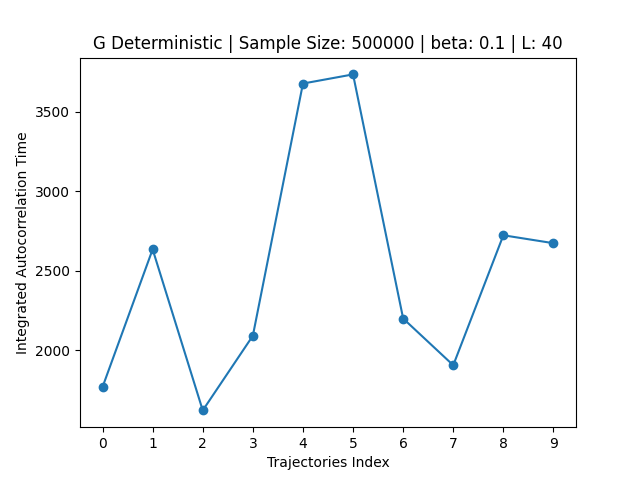 G Deterministic | Sample Size: 500000 | beta: 0.1 | L: 40
Integrated Autocorrelation Time
3500
3000
2500
2000
0 1 2 3 4 5 6 7 8 9
Trajectories Index